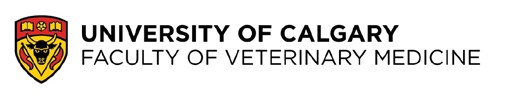 UNIVERSITY OF CALGARY
FACULTY OF VETERINARY MEDICINE